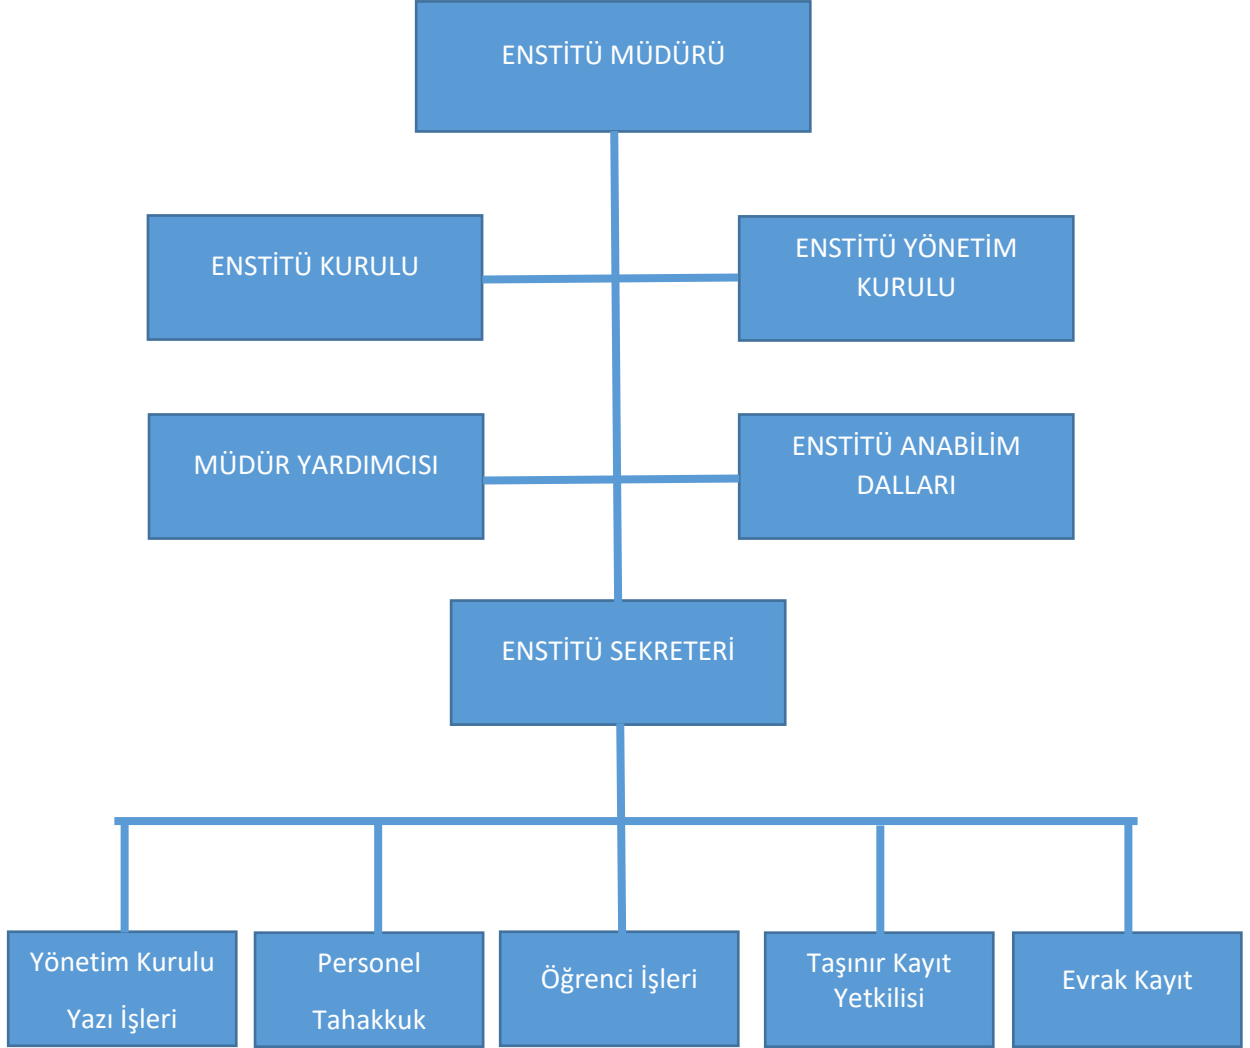 ENSTİTÜ MÜDÜRÜ
ENSTİTÜ KURULU
ENSTİTÜ YÖNETİM
KURULU
MÜDÜR YARDIMCISI
ENSTİTÜ ANABİLİM
DALLARI
ENSTİTÜ SEKRETERİ
Yönetim Kurulu
Yazı İşleri
Personel
Tahakkuk
Öğrenci İşleri
Taşınır Kayıt
Yetkilisi
Evrak Kayıt